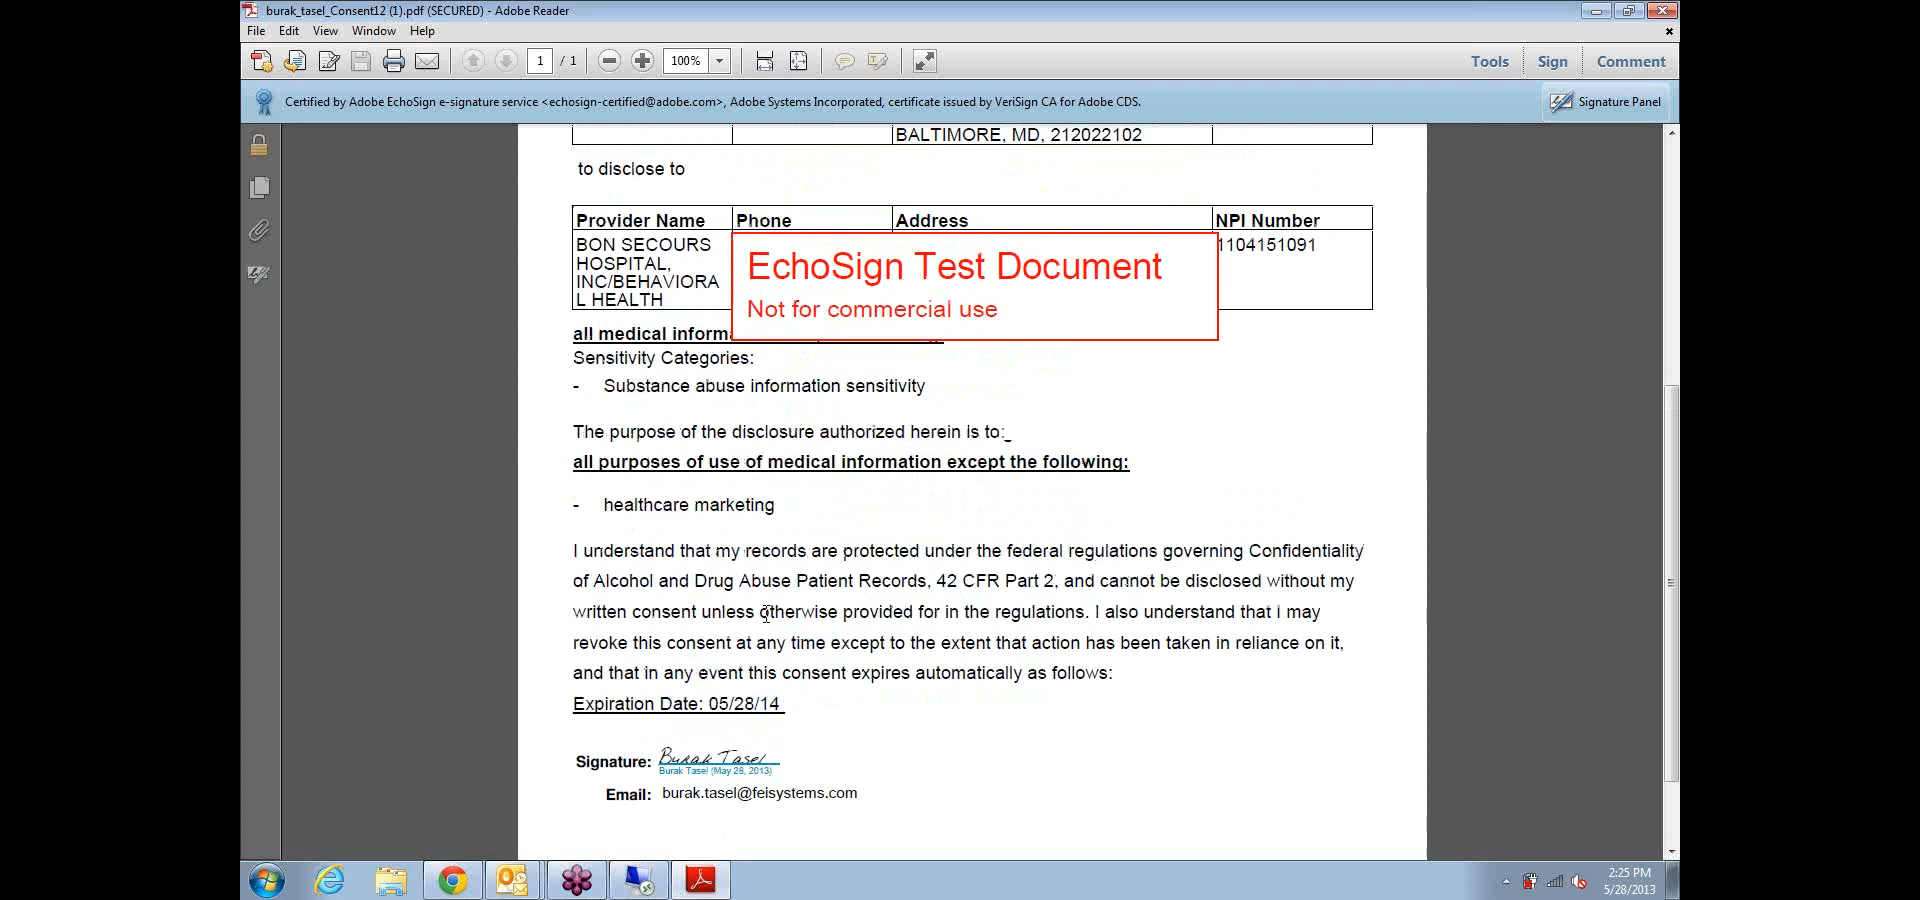 burak_tasel_Consent12 (1).pdf (SECURED) - Adobe Reader
File Edit View Window Help
1 / 1 100% Tools Sign Comment
Certified by Adobe EchoSign e-signature service <echosign-certified@adobe.com>, Adobe Systems Incorporated, certificate issued by VeriSign CA for Adobe CDS. Signature Panel
BALTIMORE, MD, 212022102
to disclose to
Provider Name Phone Address NPI Number
BON SECOURS 1104151091
HOSPITAL,
INC/BEHAVIORA
L HEALTH
EchoSign Test Document
Not for commercial use
all medical
Sensitivity Categories:
- Substance abuse information sensitivity
The purpose of the disclosure authorized herein is to:
all purposes of use of medical information except the following:
- healthcare marketing
I understand that my records are protected under the federal regulations governing Confidentiality
of Alcohol and Drug Abuse Patient Records, 42 CFR Part 2, and cannot be disclosed without my
written consent unless otherwise provided for in the regulations. I also understand that I may
revoke this consent at any time except to the extent that action has been taken in reliance on it,
and that in any event this consent expires automatically as follows:
Expiration Date: 05/28/14
Signature: Burak Tasel
Burak Tasel (May 28, 2013)
Email: burak.tasel@feisystems.com
2:25 PM
5/28/2013